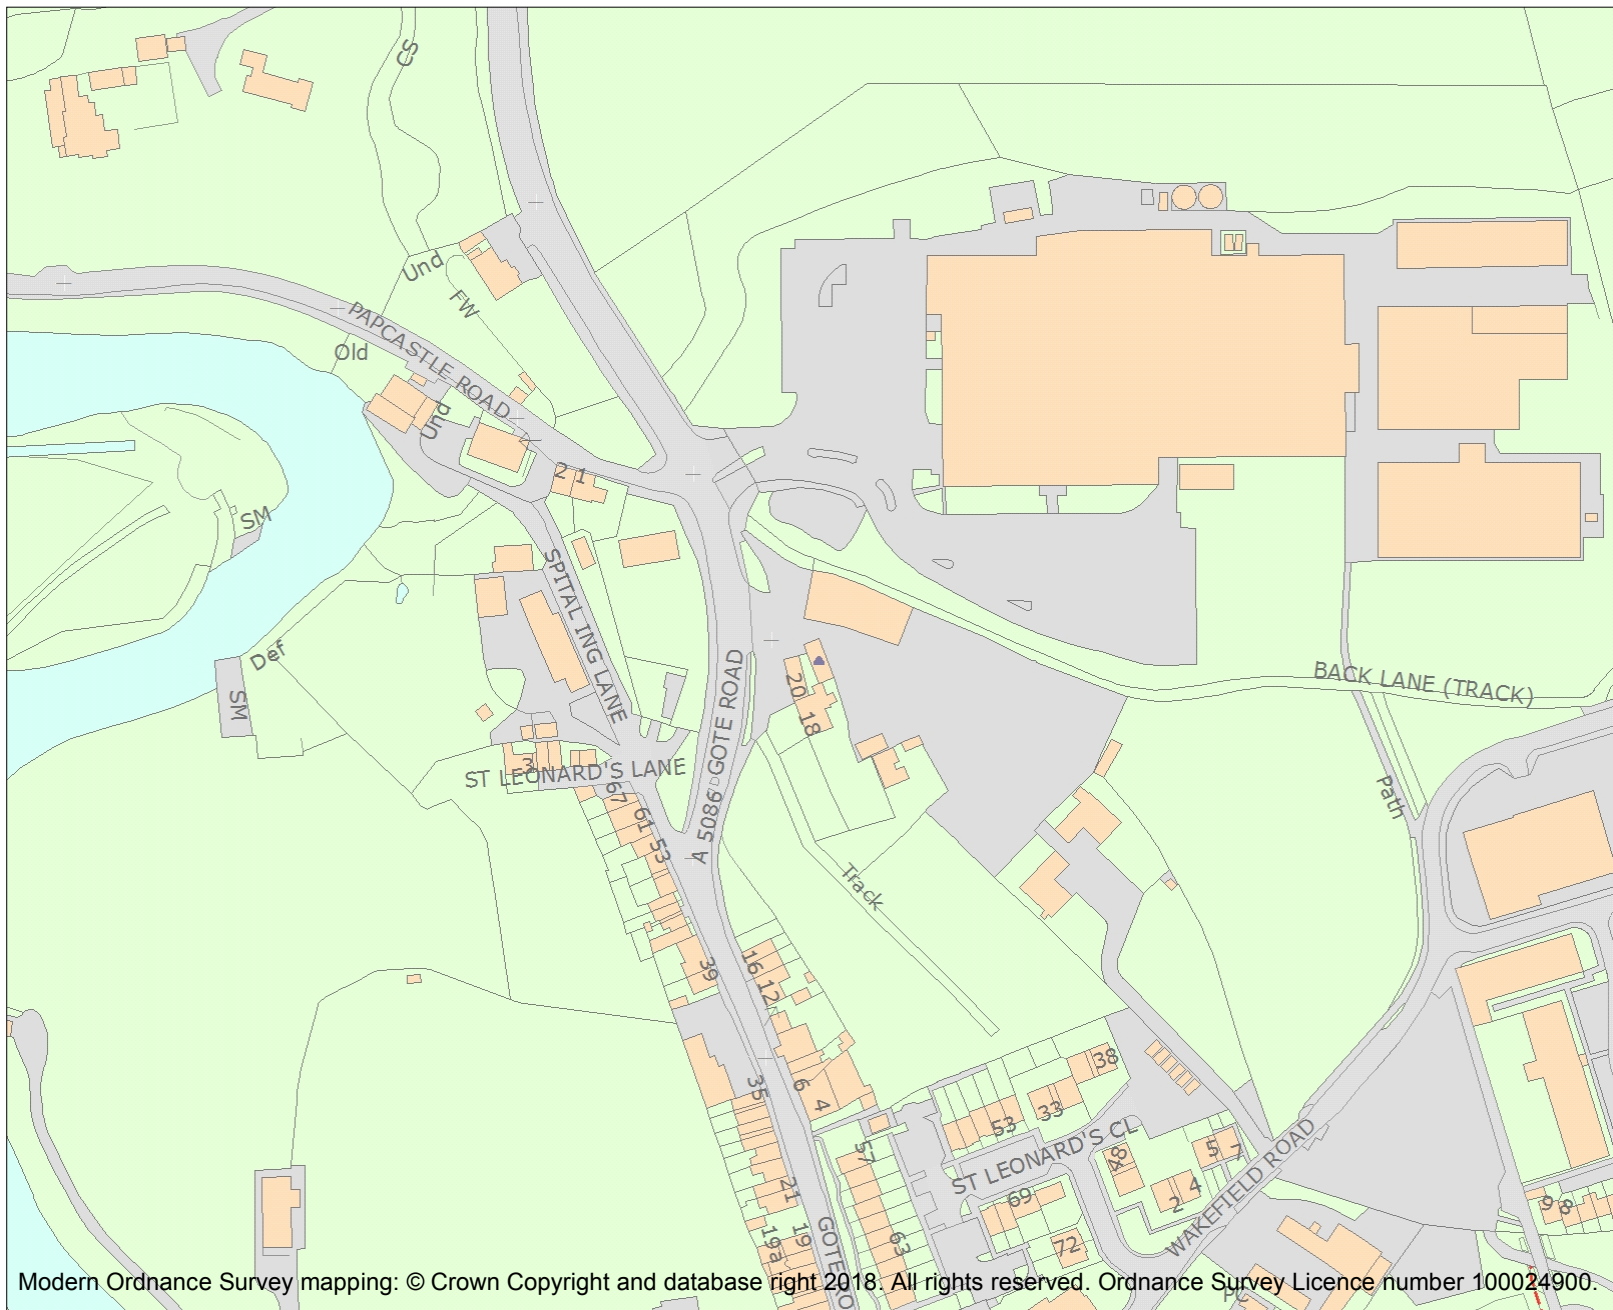 CS
Und
FW
PAPCASTLE ROAD
Old
Und
2 1
SM
SPITAL ING LANE
Def
SM
20
18
A 5086 GOTE ROAD
BACK LANE (TRACK)
3
ST LEONARD'S LANE
67
61
53
Path
Track
39
16
12
38
35
6
4
33
53
57
ST LEONARD'S CL
48
5
7
4
2
WAKEFIELD ROAD
21
69
9 8
19
19a
63
72
PC
Modern Ordnance Survey mapping: © Crown Copyright and database right 2018. All rights reserved. Ordnance Survey Licence number 100024900.